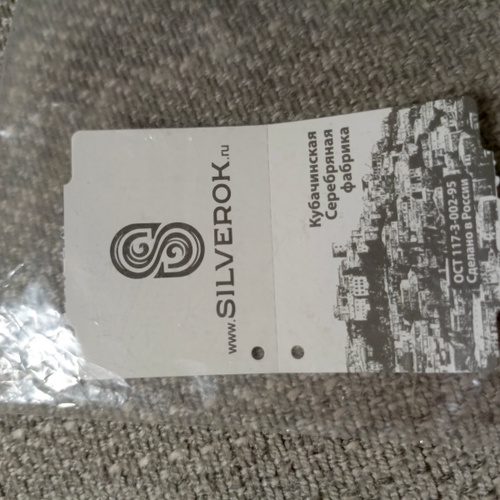 www.SILVEROK.ru
Кубачинская
Серебряная
фабрика
ОСТ 117-3-002-95
Сделано в России